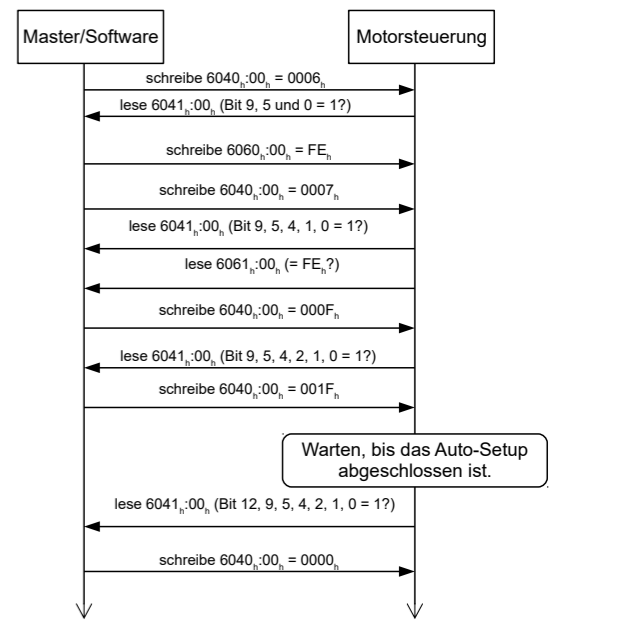 Master/Software
Motorsteuerung
schreibe 6040h:00h = 0006h
lese 6041h:00h (Bit 9, 5 und 0 = 1?)
schreibe 6060h:00h = FEh
schreibe 6040h:00h = 0007h
lese 6041h:00h (Bit 9, 5, 4, 1, 0 = 1?)
lese 6061h:00h (= FEh?)
schreibe 6040h:00h = 000Fh
lese 6041h:00h (Bit 9, 5, 4, 2, 1, 0 = 1?)
schreibe 6040h:00h = 001Fh
Warten, bis das Auto-Setup
abgeschlossen ist.
lese 6041h:00h (Bit 12, 9, 5, 4, 2, 1, 0 = 1?)
schreibe 6040h:00h = 0000h